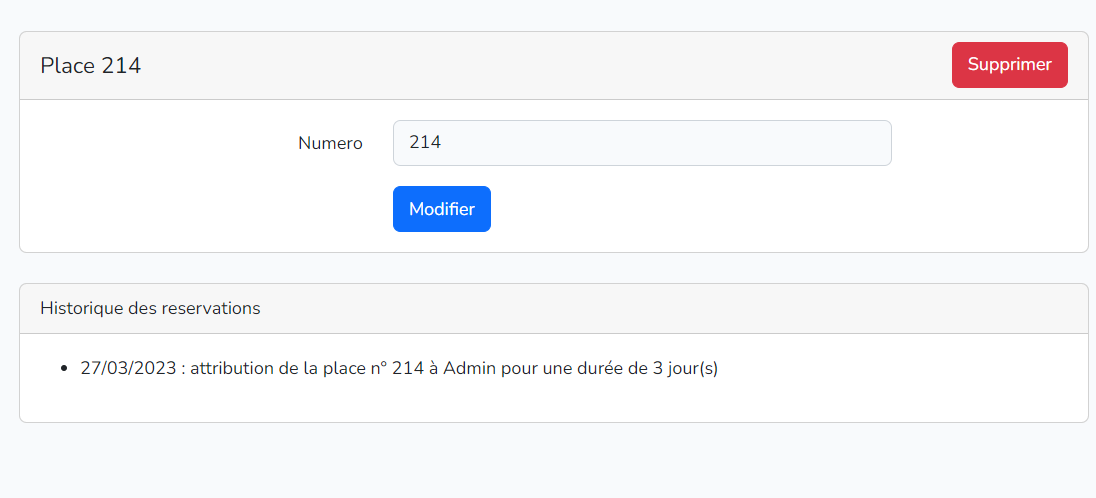 Place 214
Supprimer
Numero
214
Modifier
Historique des reservations
27/03/2023 : attribution de la place n° 214 à Admin pour une durée de 3 jour(s)